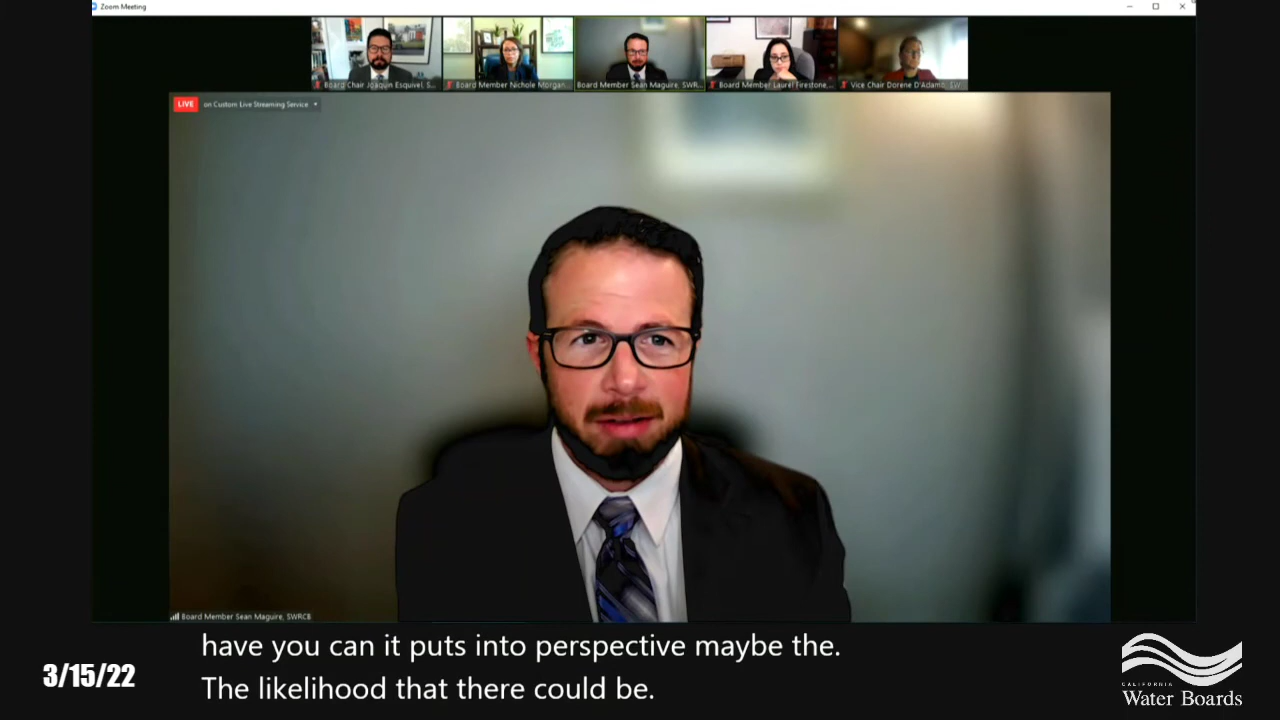 Zoom Meeting
Board Chair Joaquin Esquivel, S...
Board Member Nichole Morgan...
Board Member Sean Maguire, SWR...
Board Member Laurel Firestone,...
Vice Chair Dorene D'Adamo, SW
LIVE on Custom Live Streaming Service
Board Member Sean Maguire, SWRCB
have you can it puts into perspective maybe the.
The likelihood that there could be.
3/15/22
CALIFORNIA
Water Boards